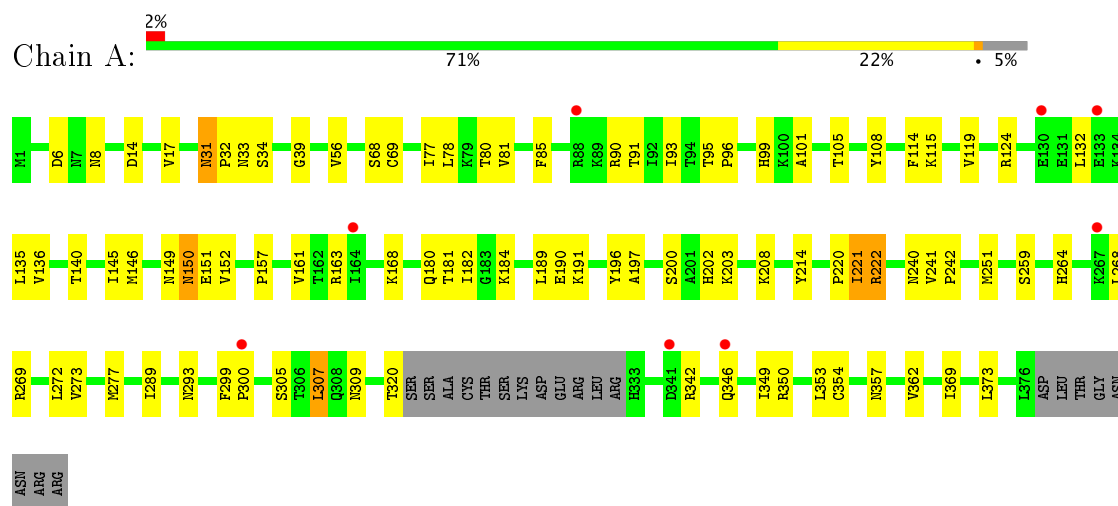 2%
Chain A:
71% 22% • 5%
M1 D6 N7 N8 D14 V17 N31 P32 N33 S34 G39 V56 S68 C69 I77 L78 K79 T80 V81 F85 R88 K89 R90 T91 I92 I93 T94 T95 P96 H99 K100 A101 T105 Y108 F114 K115 V119 R124 E130 E131 L132 E133 K134
L135 V136 T140 I145 M146 N149 N150 E151 V152 P157 V161 T162 R163 I164 K168 Q180 T181 I182 G183 K184 L189 E190 K191 Y196 A197 S200 A201 H202 K203 K208 Y214 P220 I221 R222 N240 V241 P242 M251 S259 H264 K267 L268
R269 L272 V273 M277 I289 N293 F299 P300 S305 T306 L307 Q308 N309 T320 SER SER ALA CYS THR SER LYS ASP GLU ARG LEU ARG H333 D341 R342 Q346 I349 R350 L353 C354 N357 V362 I369 L373 L376 ASP LEU THR GLY ASN
ASN ARG ARG